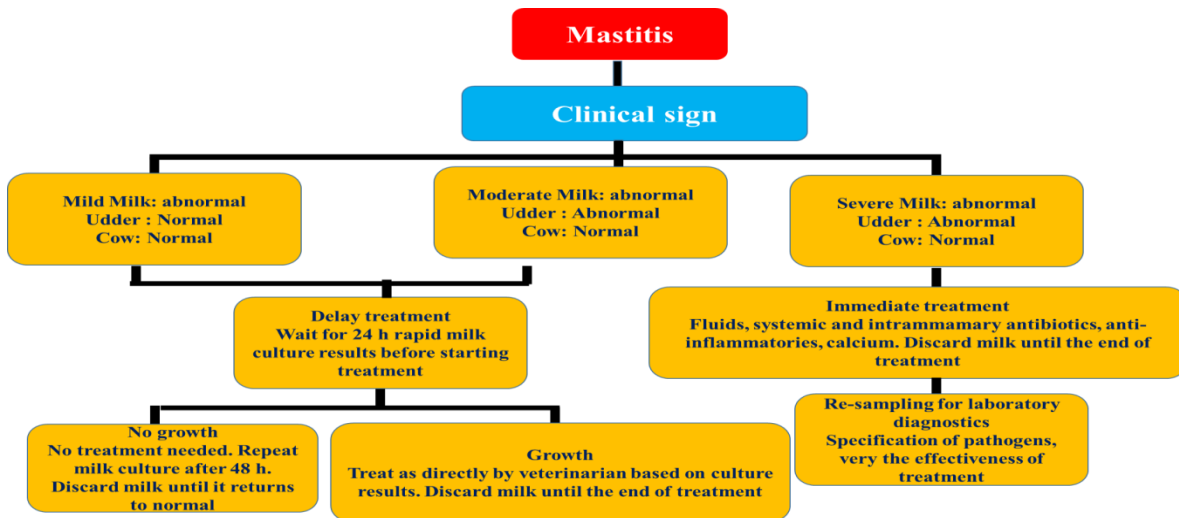 Mastitis
Clinical sign
Mild Milk: abnormal
Udder : Normal
Cow: Normal
Moderate Milk: abnormal
Udder : Abnormal
Cow: Normal
Severe Milk: abnormal
Udder : Abnormal
Cow: Normal
Delay treatment
Wait for 24 h rapid milk
culture results before starting
treatment
Immediate treatment
Fluids, systemic and intrammamary antibiotics, anti-
inflammatories, calcium. Discard milk until the end of
treatment
No growth
No treatment needed. Repeat
milk culture after 48 h.
Discard milk until it returns
to normal
Growth
Treat as directly by veterinarian based on culture
results. Discard milk until the end of treatment
Re-sampling for laboratory
diagnostics
Specification of pathogens,
very the effectiveness of
treatment